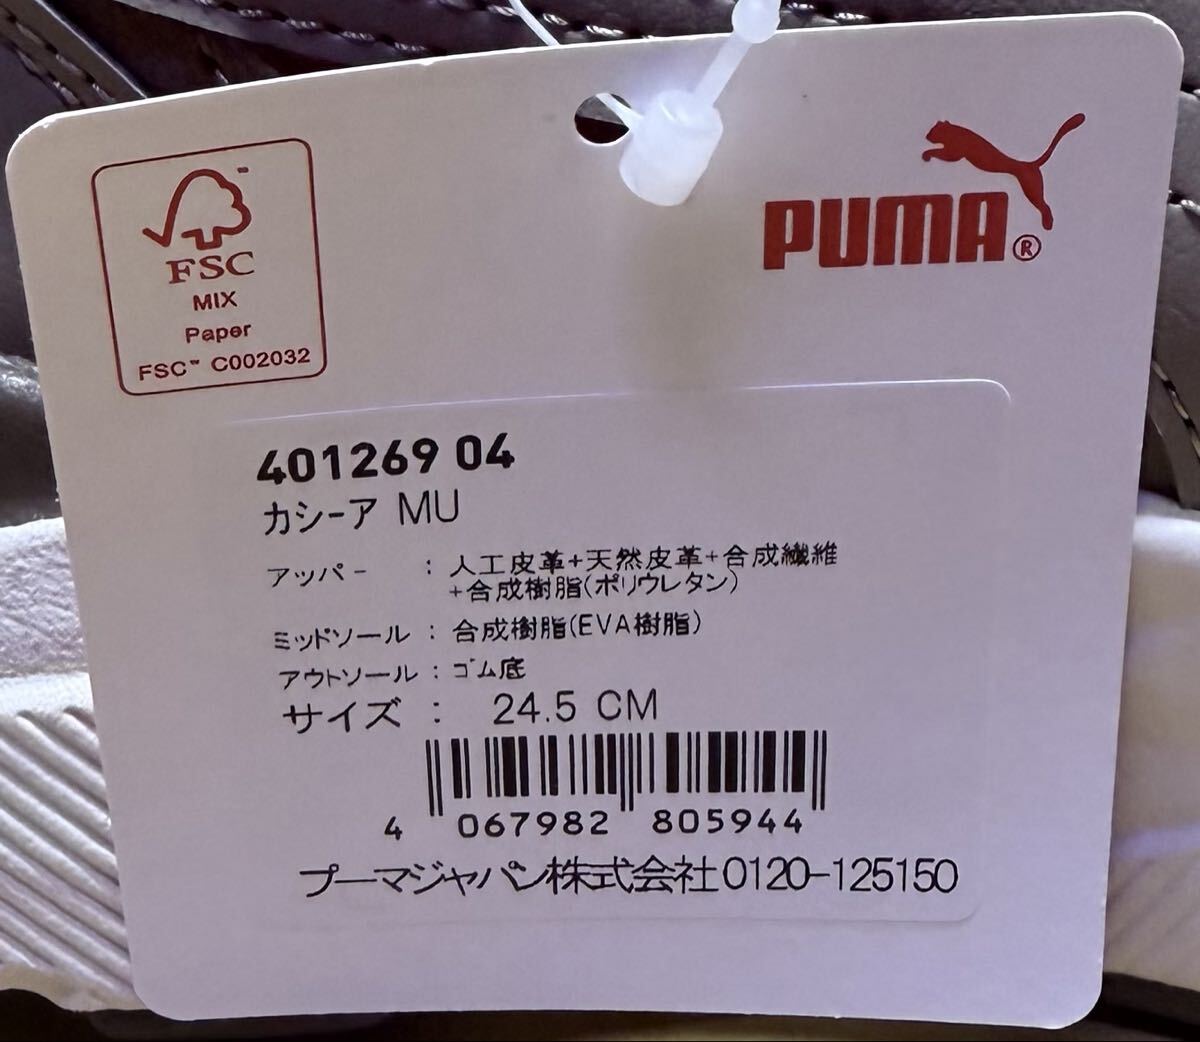 FSC
MIX
Paper
FSC™ C002032
PUMA®
401269 04
カシーア MU
アッパー : 人工皮革+天然皮革+合成繊維
+合成樹脂(ポリウレタン)
ミッドソール : 合成樹脂(EVA樹脂)
アウトソール : ゴム底
サイズ : 24.5 CM
4 067982 805944
プーマジャパン株式会社0120-125150